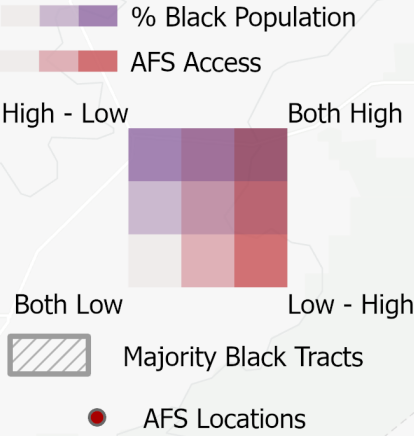 % Black Population
AFS Access
High - Low
Both High
Both Low
Low - High
Majority Black Tracts
AFS Locations